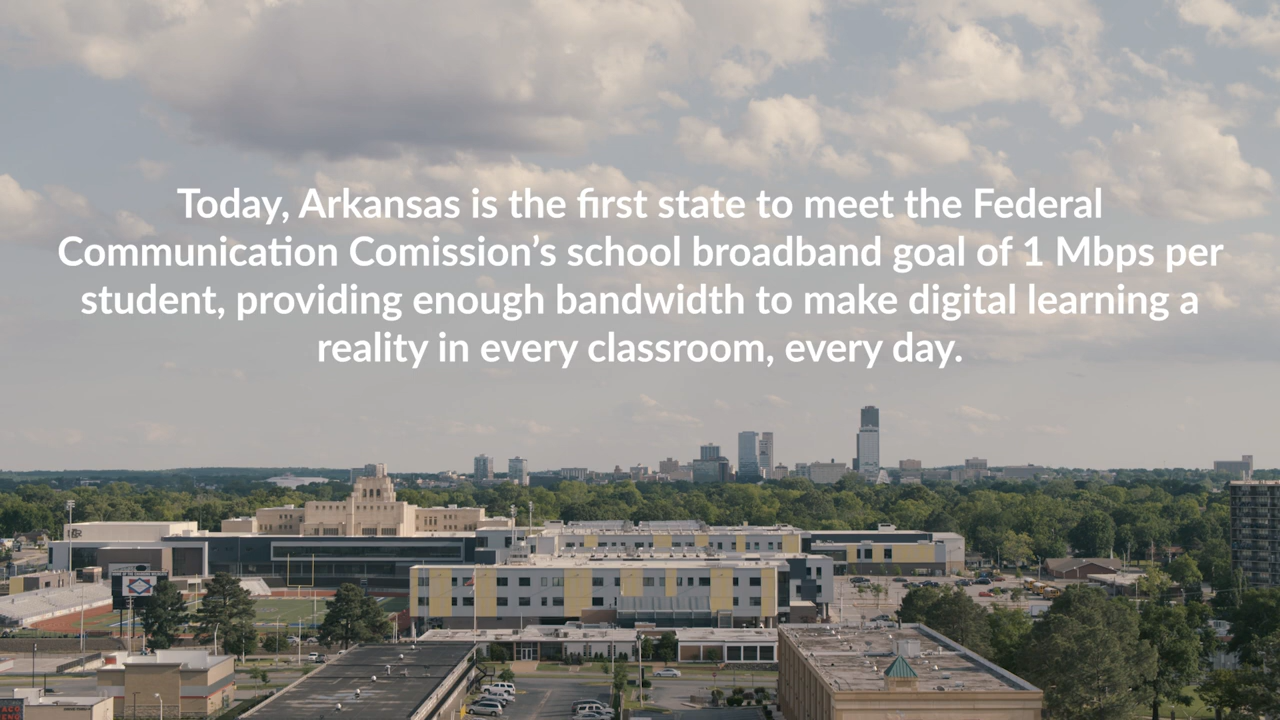 Today, Arkansas is the first state to meet the Federal
Communication Comission’s school broadband goal of 1 Mbps per
student, providing enough bandwidth to make digital learning a
reality in every classroom, every day.